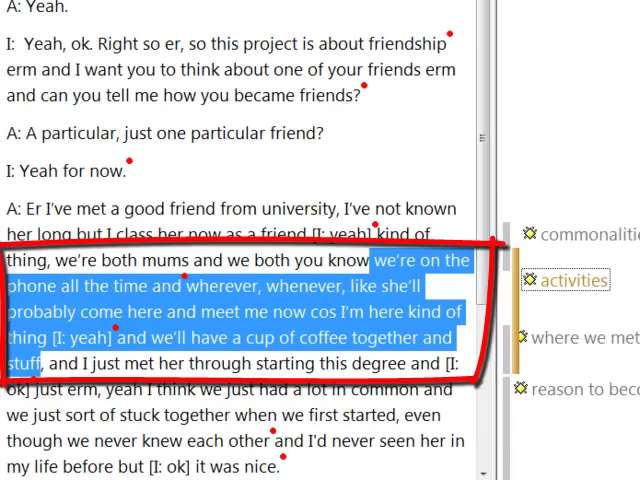 A: Yeah.
I:  Yeah, ok. Right so er, so this project is about friendship
erm and I want you to think about one of your friends erm
and can you tell me how you became friends?
A: A particular, just one particular friend?
I: Yeah for now.
A: Er I've met a good friend from university, I've not known
her long but I class her now as a friend [I: yeah] kind of
thing, we're both mums and we both you know we're on the
phone all the time and wherever, whenever, like she'll
probably come here and meet me now cos I'm here kind of
thing [I: yeah] and we'll have a cup of coffee together and
stuff, and I just met her through starting this degree and [I:
ok] just erm, yeah I think we just had a lot in common and
we just sort of stuck together when we first started, even
though we never knew each other and I'd never seen her in
my life before but [I: ok] it was nice.
commonalitie
activities
where we met
reason to beco